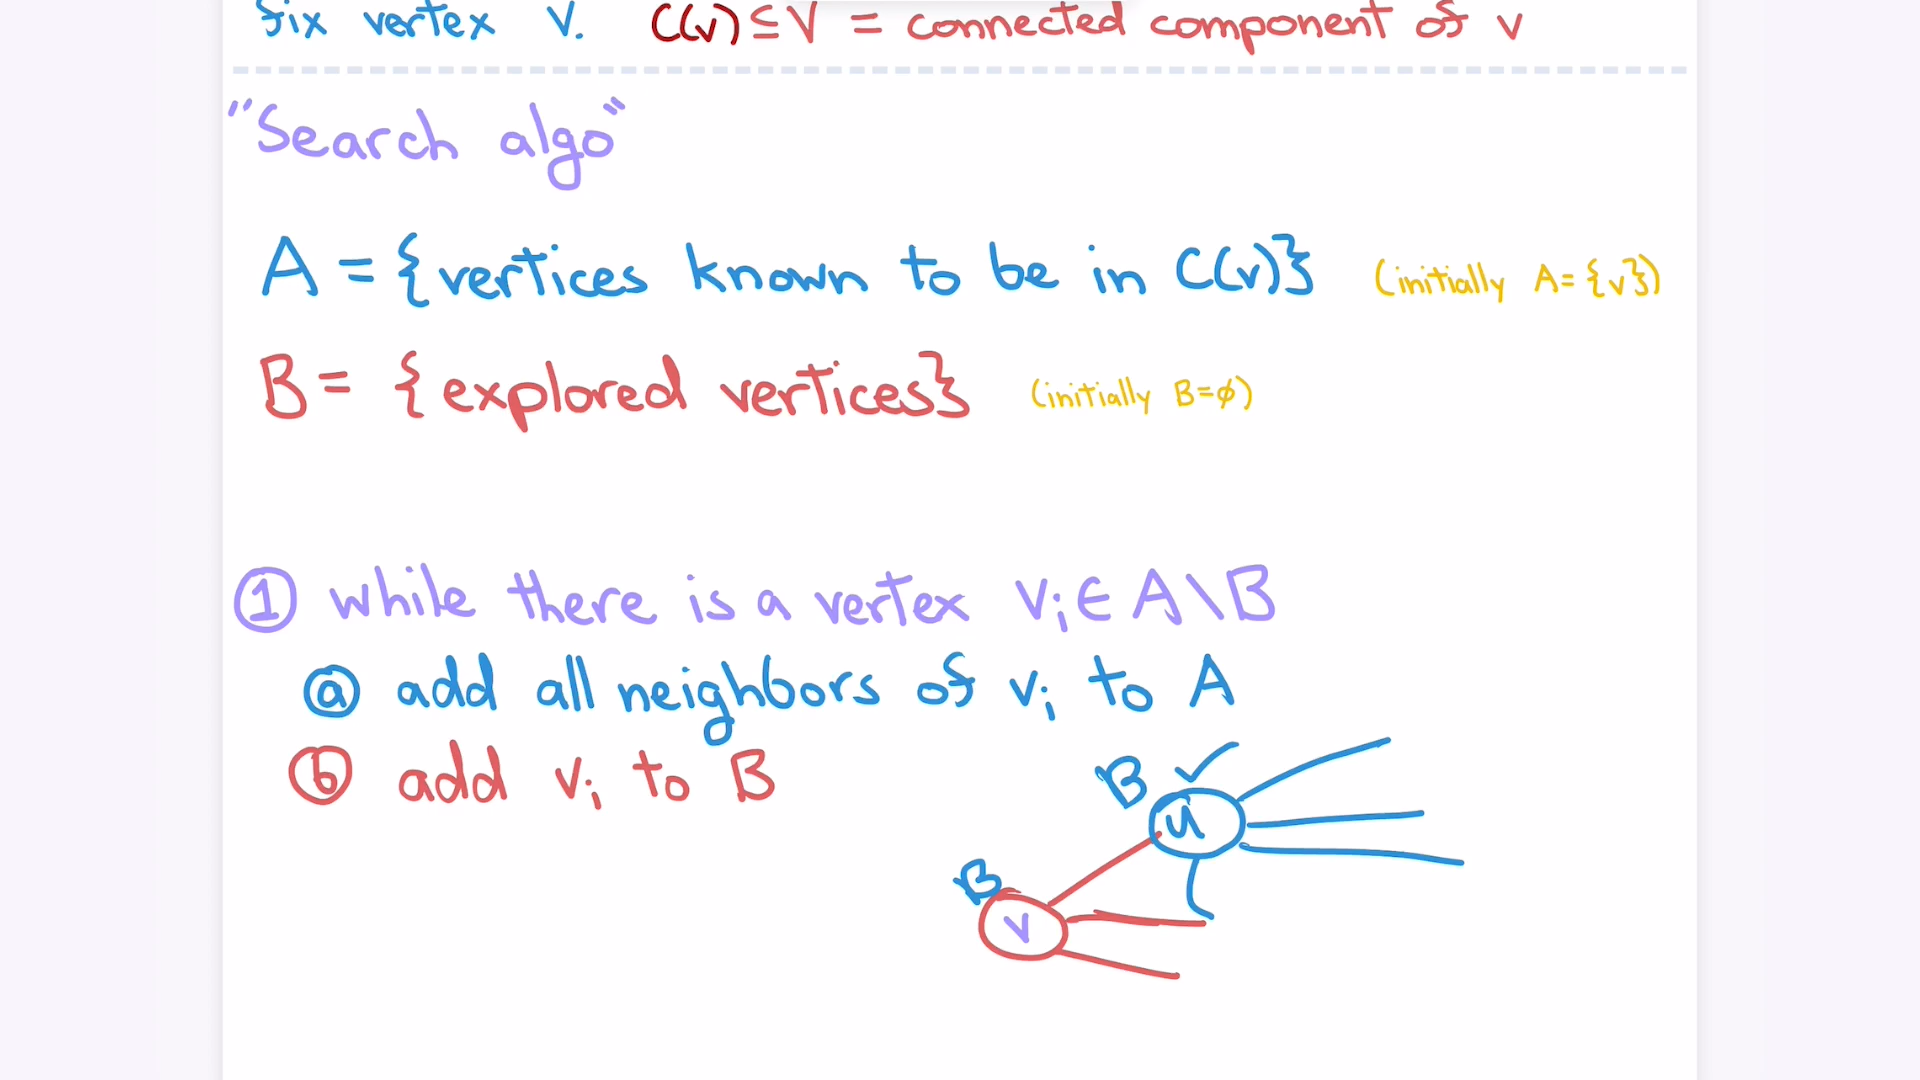 fix vertex v. C(v) ⊆ V = connected component of v
"Search algo"
A = {vertices known to be in C(v)} (initially A={v})
B = {explored vertices} (initially B=ϕ)
① while there is a vertex vᵢ ∈ A\B
ⓐ add all neighbors of vᵢ to A
ⓑ add vᵢ to B
B ✓
u
B
v